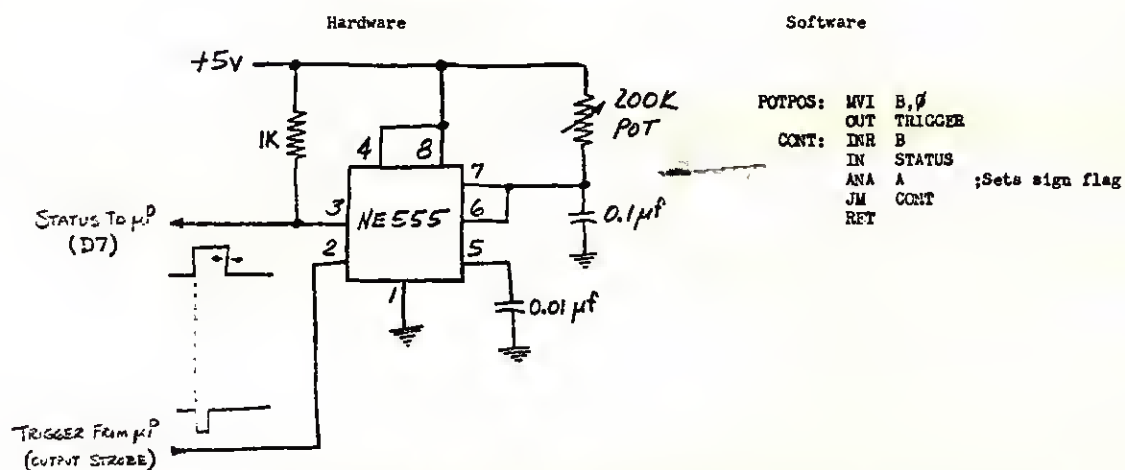 Hardware
Software
+5v
1K
4
8
200K
POT
7
6
5
3
2
1
NE555
0.1µf
0.01µf
STATUS TO µP
(D7)
TRIGGER FROM µP
(OUTPUT STROBE)
POTPOS: MVI B,Ø
OUT TRIGGER
CONT: INR B
IN STATUS
ANA A ;Sets sign flag
JM CONT
RET